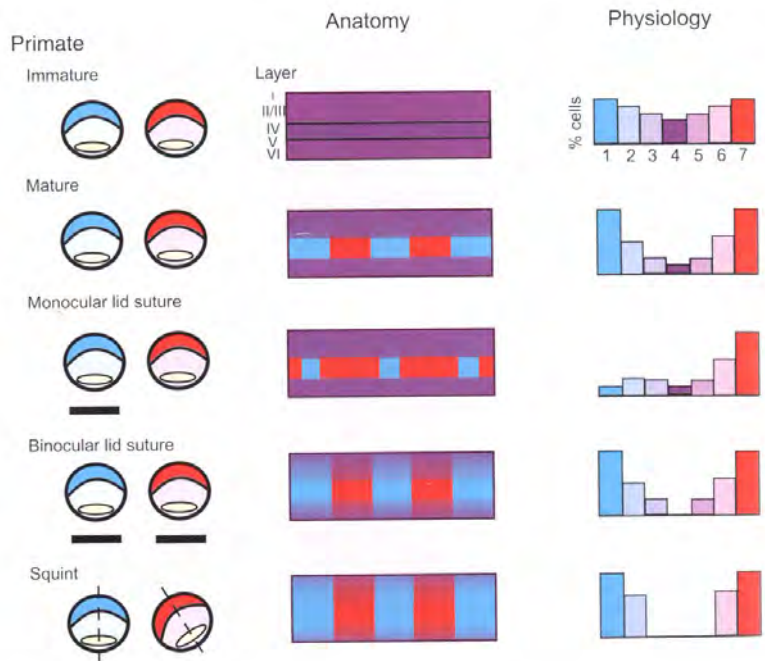 Anatomy
Physiology
Primate
Immature
Layer
I
II/III
IV
V
VI
% cells
1 2 3 4 5 6 7
Mature
Monocular lid suture
Binocular lid suture
Squint